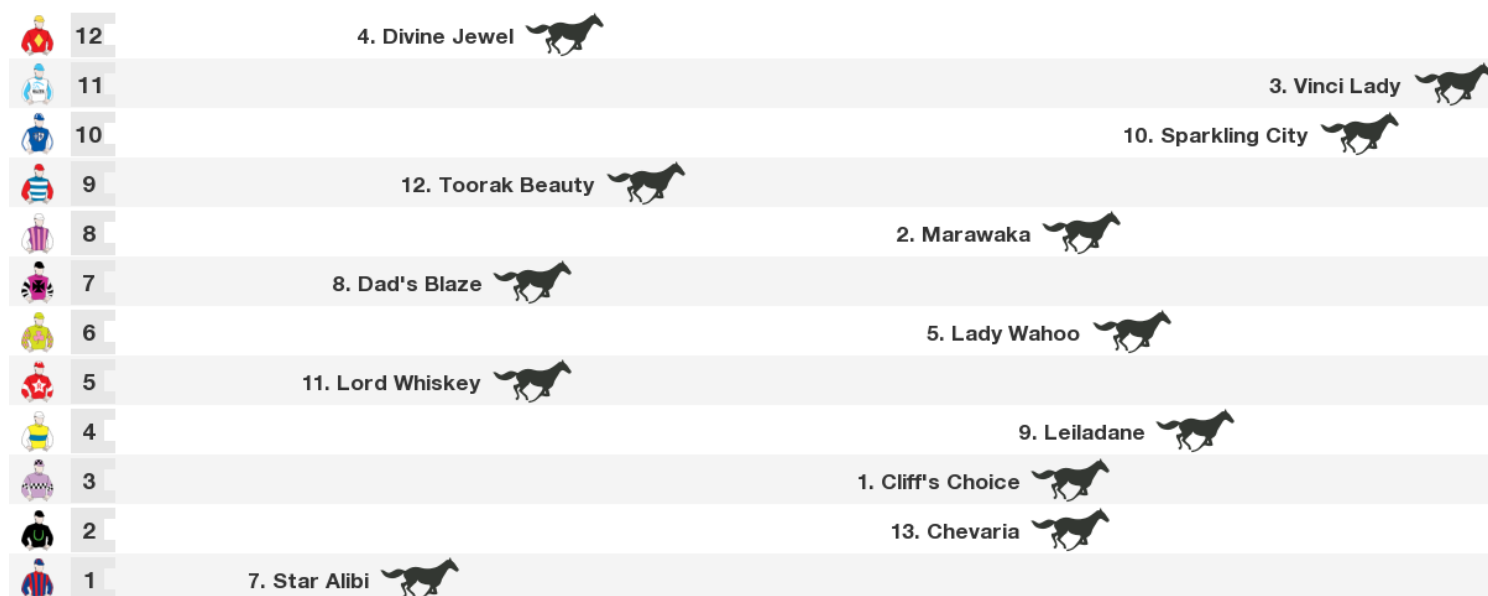 12 4. Divine Jewel
11 3. Vinci Lady
10 10. Sparkling City
9 12. Toorak Beauty
8 2. Marawaka
7 8. Dad's Blaze
6 5. Lady Wahoo
5 11. Lord Whiskey
4 9. Leiladane
3 1. Cliff's Choice
2 13. Chevaria
1 7. Star Alibi